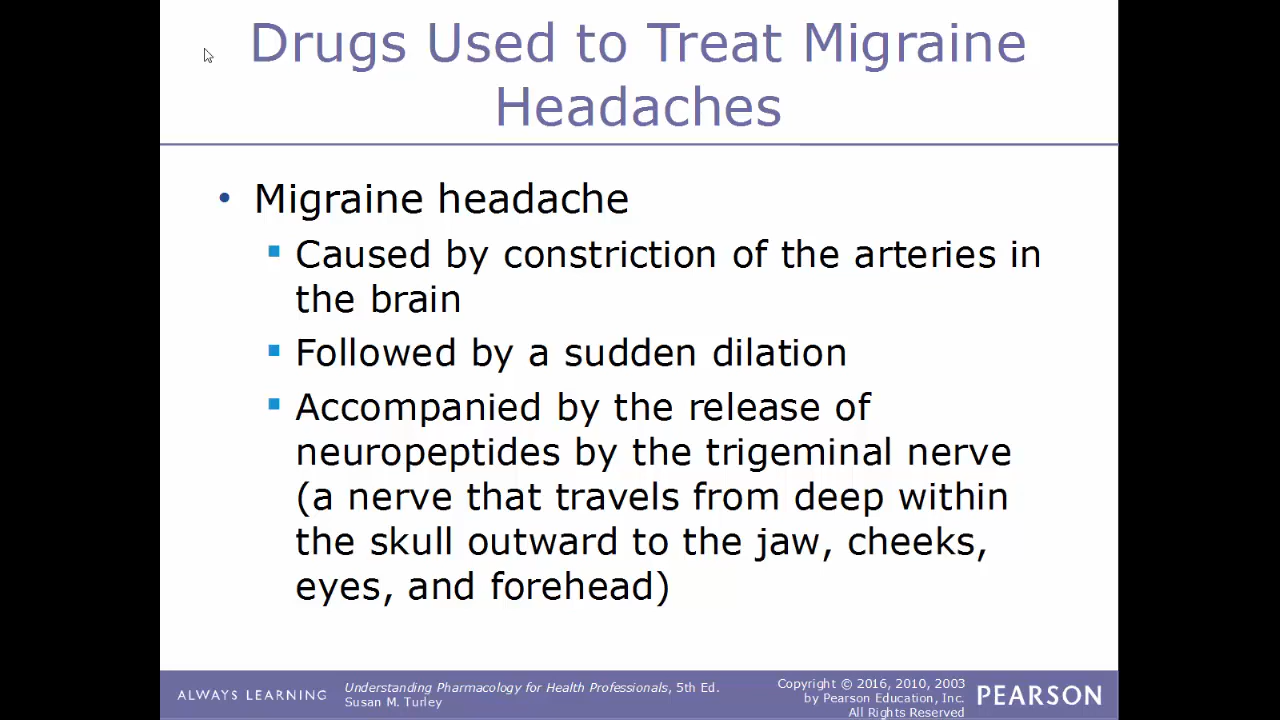 Drugs Used to Treat Migraine
Headaches
• Migraine headache
▪ Caused by constriction of the arteries in
the brain
▪ Followed by a sudden dilation
▪ Accompanied by the release of
neuropeptides by the trigeminal nerve
(a nerve that travels from deep within
the skull outward to the jaw, cheeks,
eyes, and forehead)
ALWAYS LEARNING
Understanding Pharmacology for Health Professionals, 5th Ed.
Susan M. Turley
Copyright © 2016, 2010, 2003
by Pearson Education, Inc.
All Rights Reserved
PEARSON